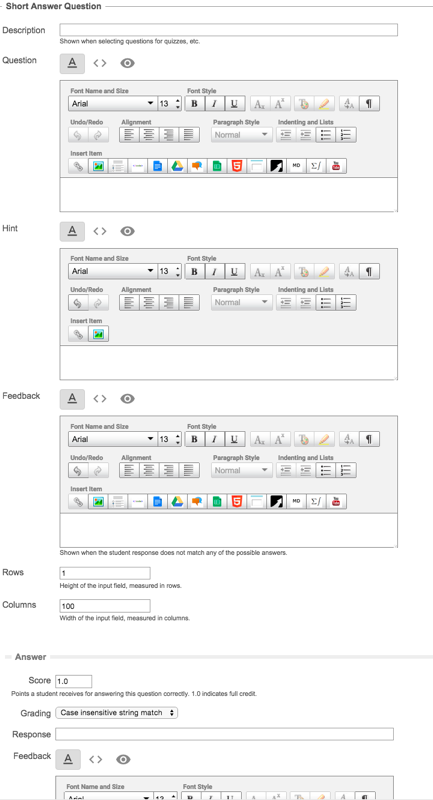 Short Answer Question
Description
Shown when selecting questions for quizzes, etc.
Question
A < >
Font Name and Size Font Style
Arial 13 B I U
Undo/Redo Alignment Paragraph Style Indenting and Lists
Normal
Insert Item
MD Σ/
Hint
A < >
Font Name and Size Font Style
Arial 13 B I U
Undo/Redo Alignment Paragraph Style Indenting and Lists
Normal
Insert Item
Feedback
A < >
Font Name and Size Font Style
Arial 13 B I U
Undo/Redo Alignment Paragraph Style Indenting and Lists
Normal
Insert Item
MD Σ/
Shown when the student response does not match any of the possible answers.
Rows 1
Height of the input field, measured in rows.
Columns 100
Width of the input field, measured in columns.
Answer
Score 1.0
Points a student receives for answering this question correctly. 1.0 indicates full credit.
Grading Case insensitive string match
Response
Feedback A < >
Font Name and Size Font Style
Arial 13 B I U